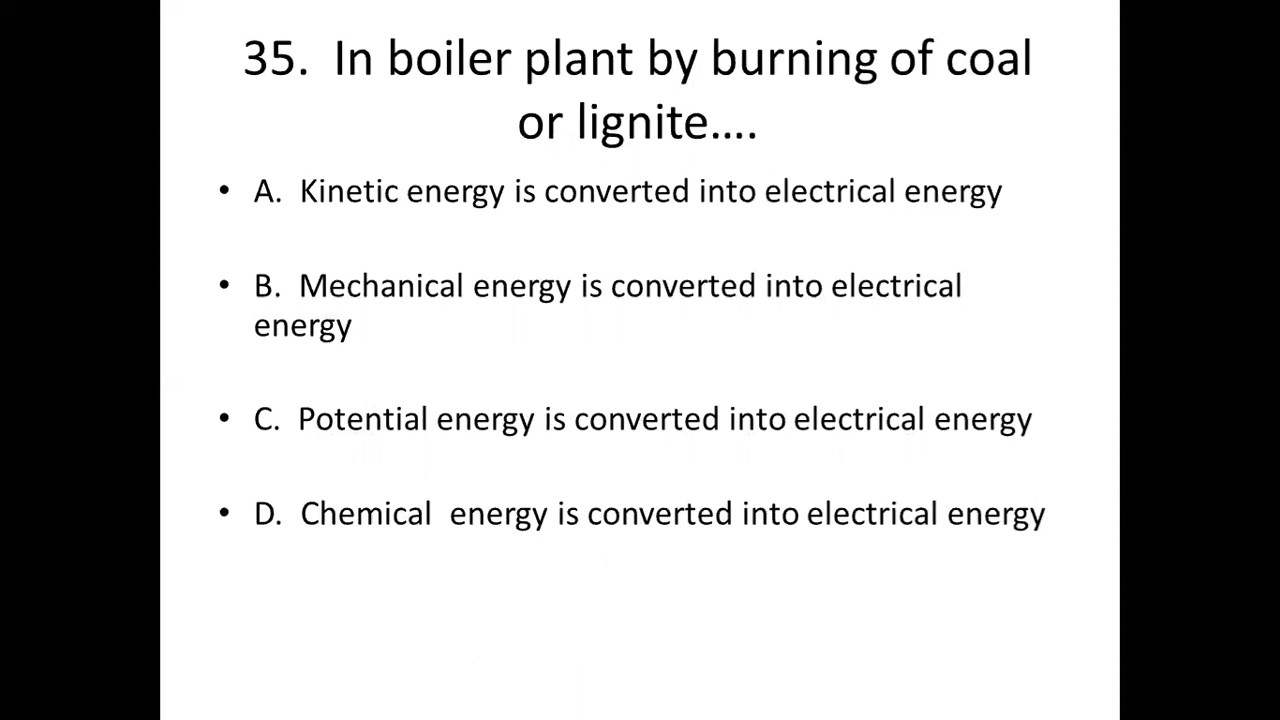 35.  In boiler plant by burning of coal
or lignite....
• A.  Kinetic energy is converted into electrical energy
• B.  Mechanical energy is converted into electrical
energy
• C.  Potential energy is converted into electrical energy
• D.  Chemical  energy is converted into electrical energy